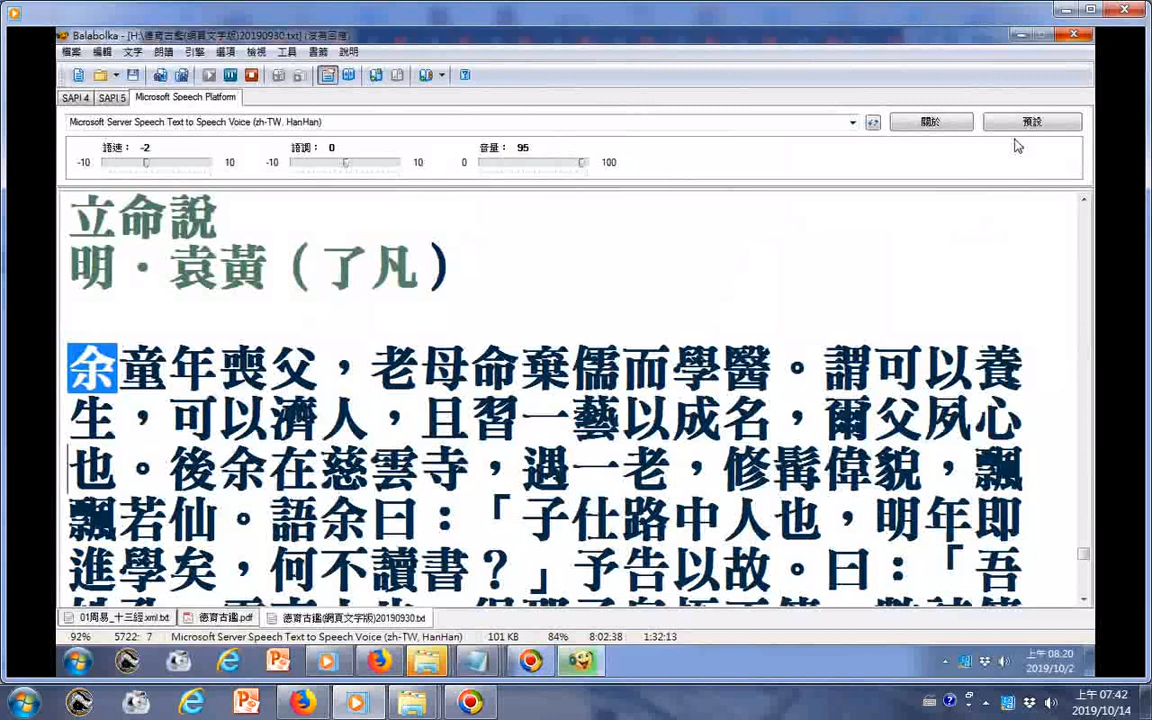 Balabolka - [H:\德育古鑑(網頁文字版)20190930.txt] (沒有回應)
檔案 編輯 文字 朗讀 引擎 選項 檢視 工具 書籤 說明
SAPI 4 SAPI 5 Microsoft Speech Platform
Microsoft Server Speech Text to Speech Voice (zh-TW, HanHan) 關於 預設
語速： -2 語調： 0 音量： 95
-10 10 -10 10 0 100
立命說
明．袁黃（了凡）
余童年喪父，老母命棄儒而學醫。謂可以養
生，可以濟人，且習一藝以成名，爾父夙心
也。後余在慈雲寺，遇一老，修髯偉貌，飄
飄若仙。語余曰：「子仕路中人也，明年即
進學矣，何不讀書？」予告以故。曰：「吾
01周易_十三經.xml.txt 德育古鑑.pdf 德育古鑑(網頁文字版)20190930.txt
92% 5722: 7 Microsoft Server Speech Text to Speech Voice (zh-TW, HanHan) 101 KB 84% 8:02.38 1:32:13
上午 08:20
2019/10/2
上午 07:42
2019/10/14